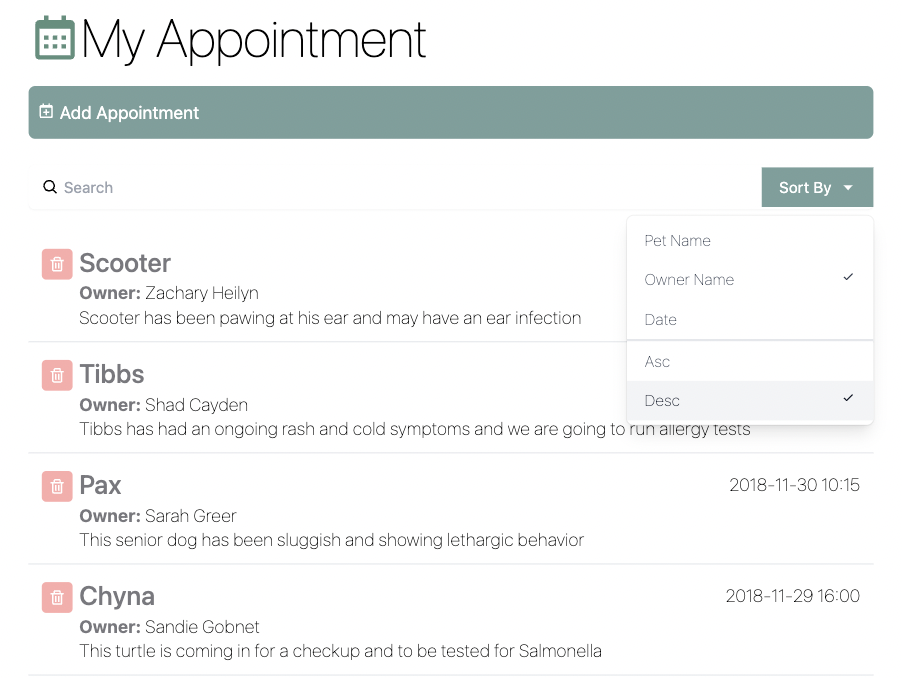 My Appointment
Add Appointment
Search
Sort By
Pet Name
Owner Name
Date
Asc
Desc
Scooter
Owner: Zachary Heilyn
Scooter has been pawing at his ear and may have an ear infection
Tibbs
Owner: Shad Cayden
Tibbs has had an ongoing rash and cold symptoms and we are going to run allergy tests
Pax
2018-11-30 10:15
Owner: Sarah Greer
This senior dog has been sluggish and showing lethargic behavior
Chyna
2018-11-29 16:00
Owner: Sandie Gobnet
This turtle is coming in for a checkup and to be tested for Salmonella